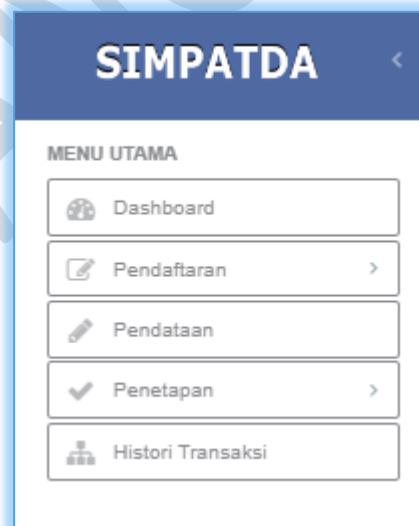 SIMPATDA
MENU UTAMA
Dashboard
Pendaftaran
Pendataan
Penetapan
Histori Transaksi